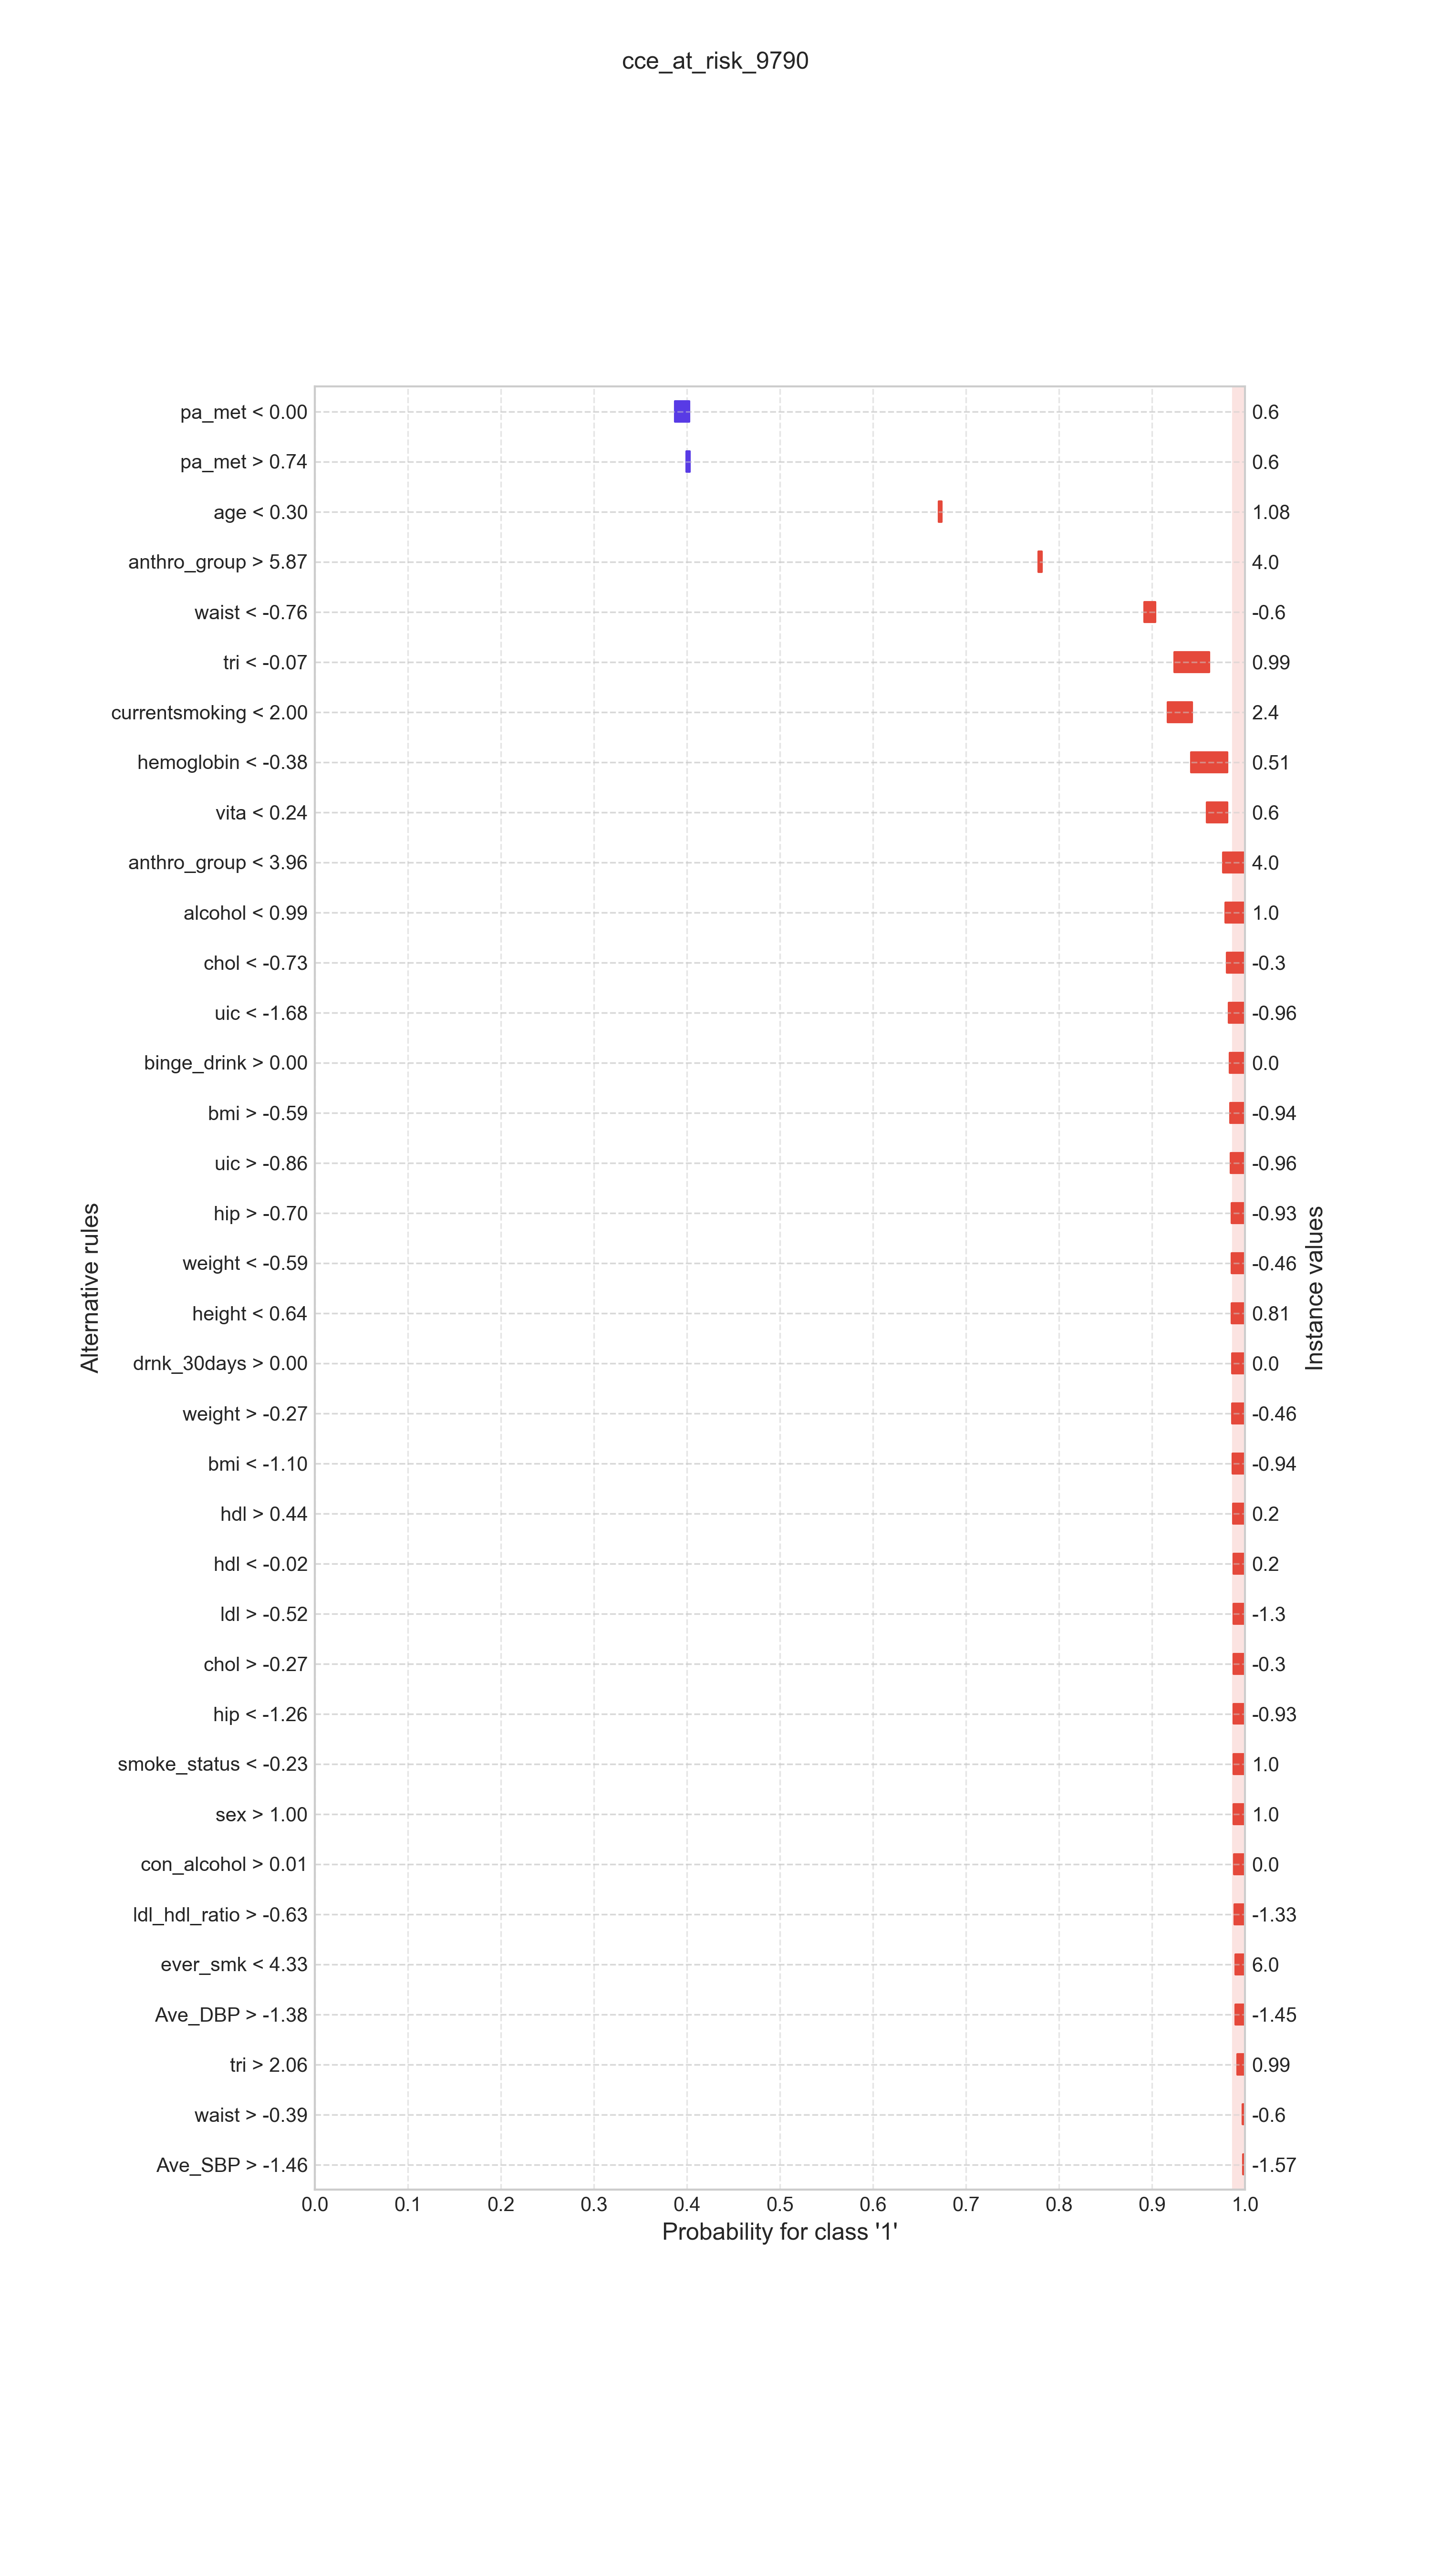 cce_at_risk_9790
pa_met < 0.00 0.6
pa_met > 0.74 0.6
age < 0.30 1.08
anthro_group > 5.87 4.0
waist < -0.76 -0.6
tri < -0.07 0.99
currentsmoking < 2.00 2.4
hemoglobin < -0.38 0.51
vita < 0.24 0.6
anthro_group < 3.96 4.0
alcohol < 0.99 1.0
chol < -0.73 -0.3
uic < -1.68 -0.96
binge_drink > 0.00 0.0
bmi > -0.59 -0.94
uic > -0.86 -0.96
hip > -0.70 -0.93
weight < -0.59 -0.46
height < 0.64 0.81
drnk_30days > 0.00 0.0
weight > -0.27 -0.46
bmi < -1.10 -0.94
hdl > 0.44 0.2
hdl < -0.02 0.2
ldl > -0.52 -1.3
chol > -0.27 -0.3
hip < -1.26 -0.93
smoke_status < -0.23 1.0
sex > 1.00 1.0
con_alcohol > 0.01 0.0
ldl_hdl_ratio > -0.63 -1.33
ever_smk < 4.33 6.0
Ave_DBP > -1.38 -1.45
tri > 2.06 0.99
waist > -0.39 -0.6
Ave_SBP > -1.46 -1.57
Alternative rules
Instance values
0.0 0.1 0.2 0.3 0.4 0.5 0.6 0.7 0.8 0.9 1.0
Probability for class '1'